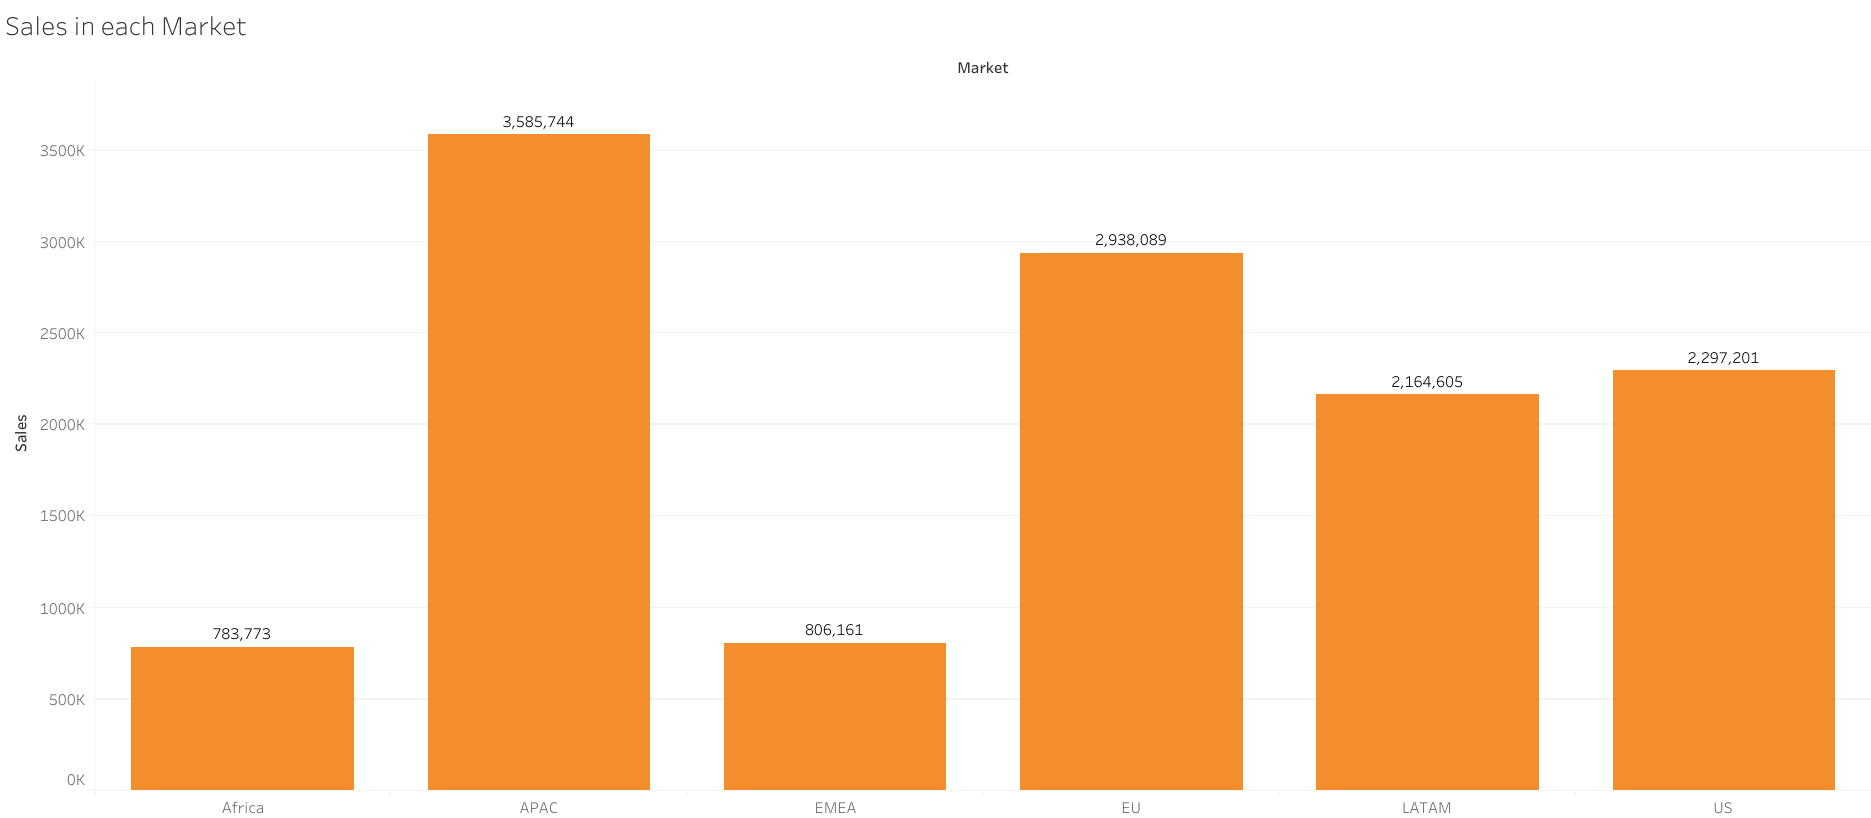 Sales in each Market
Market
3,585,744
3500K
3000K
2,938,089
2500K
2,297,201
2,164,605
2000K
Sales
1500K
1000K
806,161
783,773
500K
0K
Africa APAC EMEA EU LATAM US